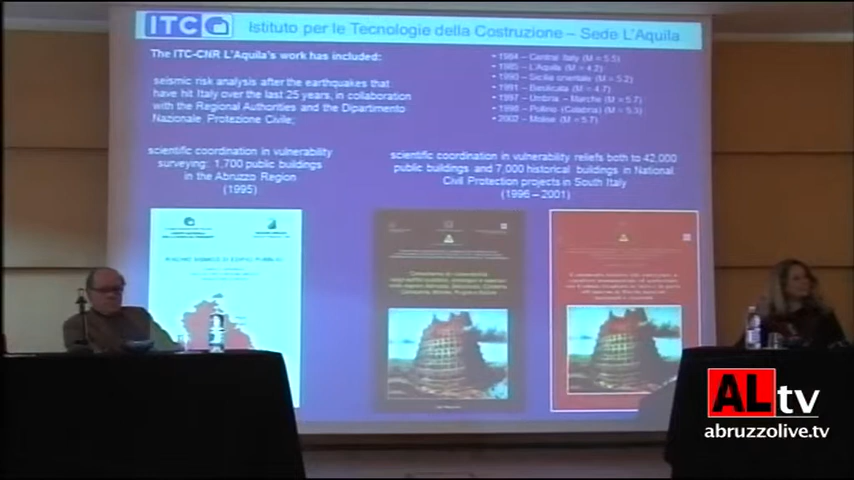 ITC
Istituto per le Tecnologie della Costruzione – Sede L'Aquila
The ITC-CNR L'Aquila's work has included:
seismic risk analysis after the earthquakes that
have hit Italy over the last 25 years, in collaboration
with the Regional Authorities and the Dipartimento
Nazionale Protezione Civile;
• 1984 – Central Italy (M = 5.5)
• 1985 – L'Aquila (M = 4.2)
• 1990 – Sicilia orientale (M = 5.2)
• 1991 – Basilicata (M = 4.7)
• 1997 – Umbria – Marche (M = 5.7)
• 1998 – Pollino (Calabria) (M = 5.3)
• 2002 – Molise (M = 5.7)
scientific coordination in vulnerability
surveying: 1,700 public buildings
in the Abruzzo Region
(1995)
scientific coordination in vulnerability reliefs both to 42,000
public buildings and 7,000 historical buildings in National
Civil Protection projects in South Italy
(1996 – 2001)
ALtv
abruzzolive.tv